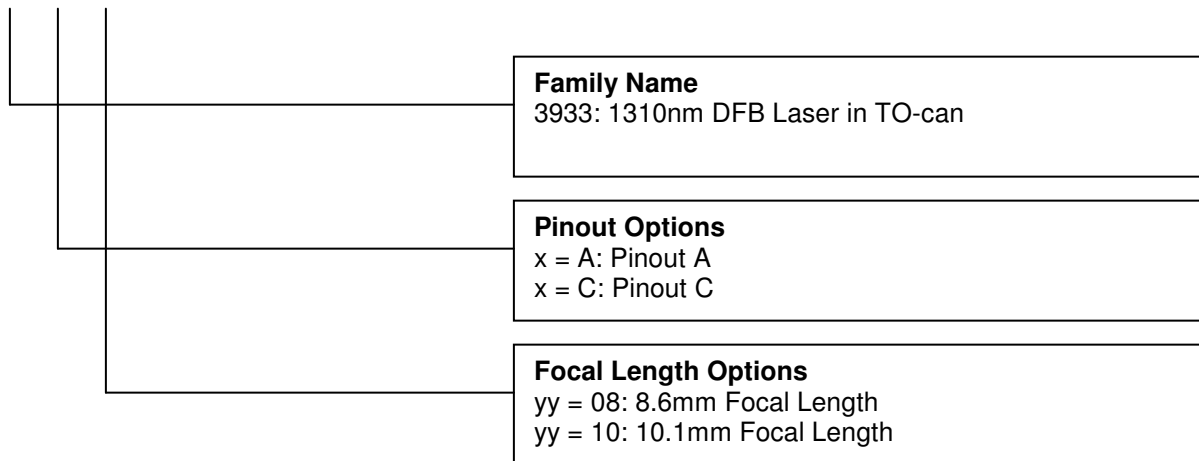 Family Name
3933: 1310nm DFB Laser in TO-can
Pinout Options
x = A: Pinout A
x = C: Pinout C
Focal Length Options
yy = 08: 8.6mm Focal Length
yy = 10: 10.1mm Focal Length